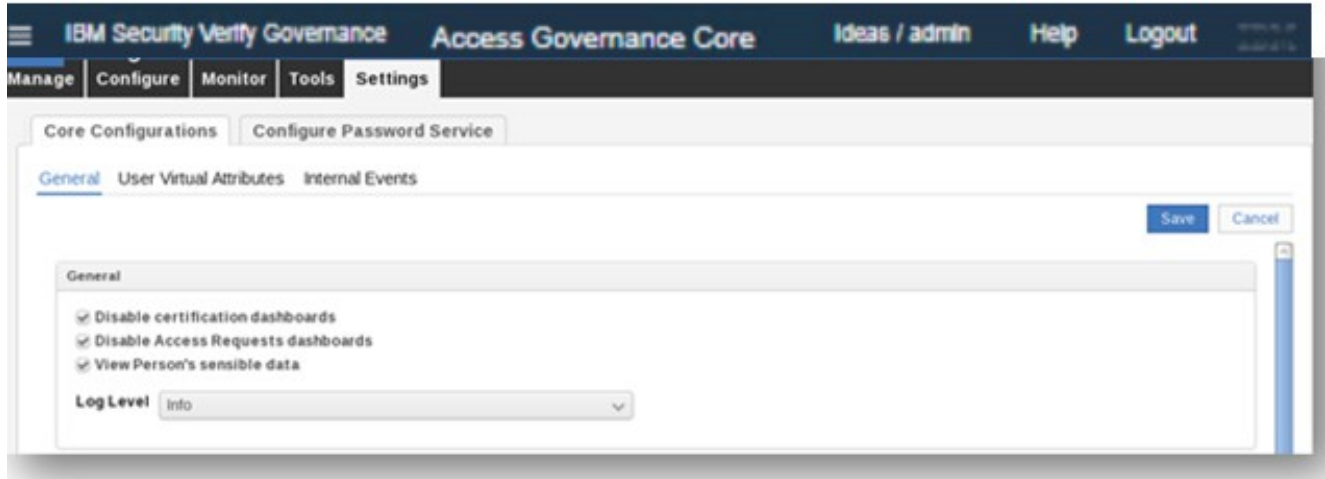 IBM Security Verify Governance Access Governance Core Ideas / admin Help Logout
Manage Configure Monitor Tools Settings
Core Configurations Configure Password Service
General User Virtual Attributes Internal Events
Save Cancel
General
Disable certification dashboards
Disable Access Requests dashboards
View Person's sensible data
Log Level Info